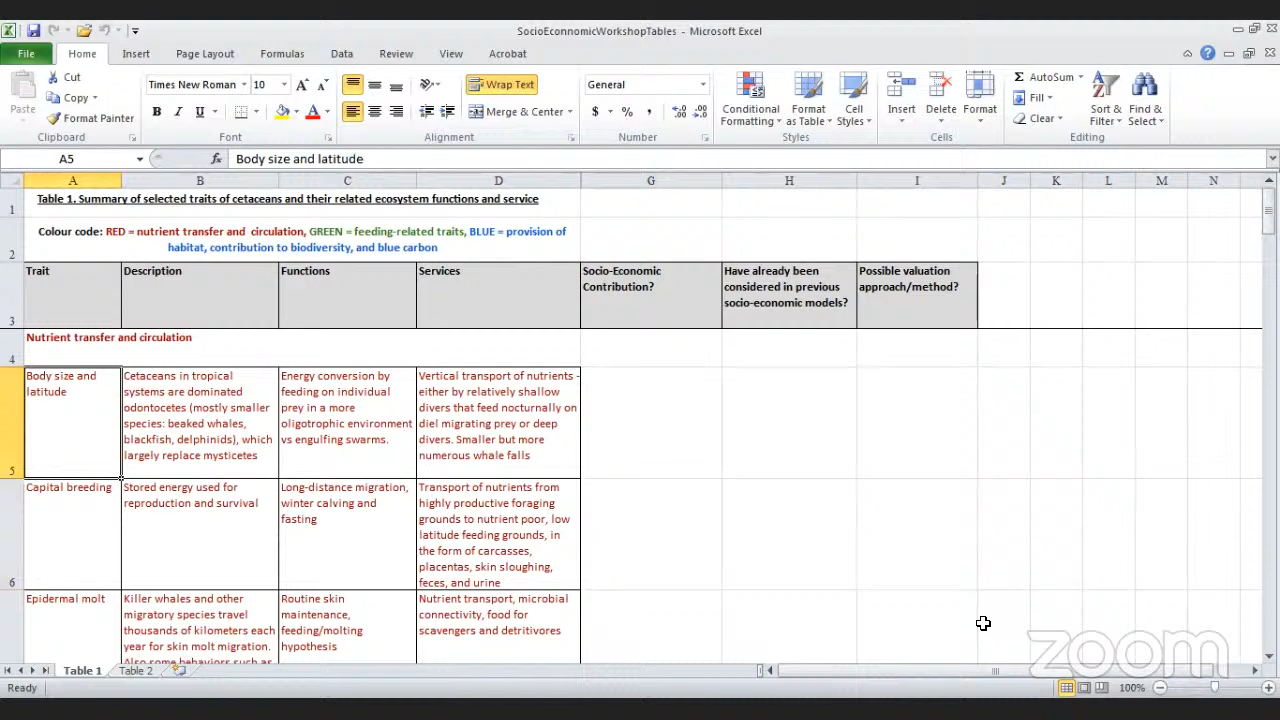 SocioEconnomicWorkshopTables - Microsoft Excel
File Home Insert Page Layout Formulas Data Review View Acrobat
Paste
Cut
Copy
Format Painter
Clipboard
Times New Roman 10
B I U
Font
Wrap Text
Merge & Center
Alignment
General
$ % ,
Number
Conditional Formatting
Format as Table
Cell Styles
Styles
Insert Delete Format
Cells
AutoSum
Fill
Clear
Sort & Filter
Find & Select
Editing
A5 fx Body size and latitude
A B C D G H I J K L M N
1
Table 1. Summary of selected traits of cetaceans and their related ecosystem functions and service
2
Colour code: RED = nutrient transfer and circulation, GREEN = feeding-related traits, BLUE = provision of
habitat, contribution to biodiversity, and blue carbon
3
Trait
Description
Functions
Services
Socio-Economic
Contribution?
Have already been
considered in previous
socio-economic models?
Possible valuation
approach/method?
4
Nutrient transfer and circulation
5
Body size and
latitude
Cetaceans in tropical
systems are dominated
odontocetes (mostly smaller
species: beaked whales,
blackfish, delphinids), which
largely replace mysticetes
Energy conversion by
feeding on individual
prey in a more
oligotrophic environment
vs engulfing swarms.
Vertical transport of nutrients -
either by relatively shallow
divers that feed nocturnally on
diel migrating prey or deep
divers. Smaller but more
numerous whale falls
6
Capital breeding
Stored energy used for
reproduction and survival
Long-distance migration,
winter calving and
fasting
Transport of nutrients from
highly productive foraging
grounds to nutrient poor, low
latitude feeding grounds, in
the form of carcasses,
placentas, skin sloughing,
feces, and urine
Epidermal molt
Killer whales and other
migratory species travel
thousands of kilometers each
year for skin molt migration.
Also some behaviors such as
Routine skin
maintenance,
feeding/molting
hypothesis
Nutrient transport, microbial
connectivity, food for
scavengers and detritivores
Table 1 Table 2
Ready
100%
zoom